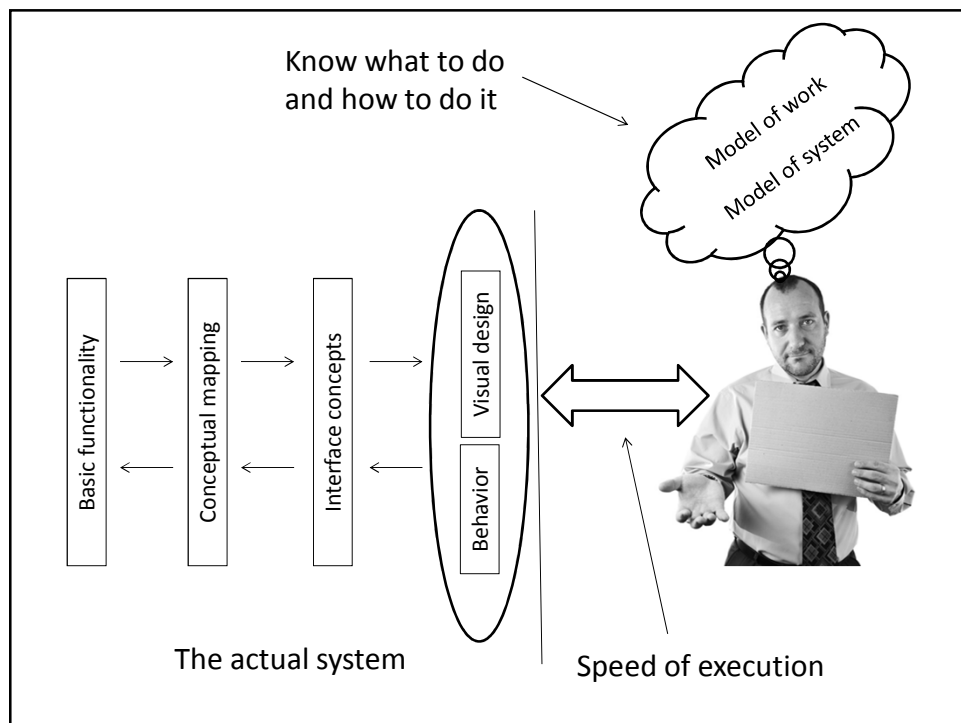 Know what to do
and how to do it
Model of work
Model of system
Basic functionality
Conceptual mapping
Interface concepts
Visual design
Behavior
The actual system
Speed of execution